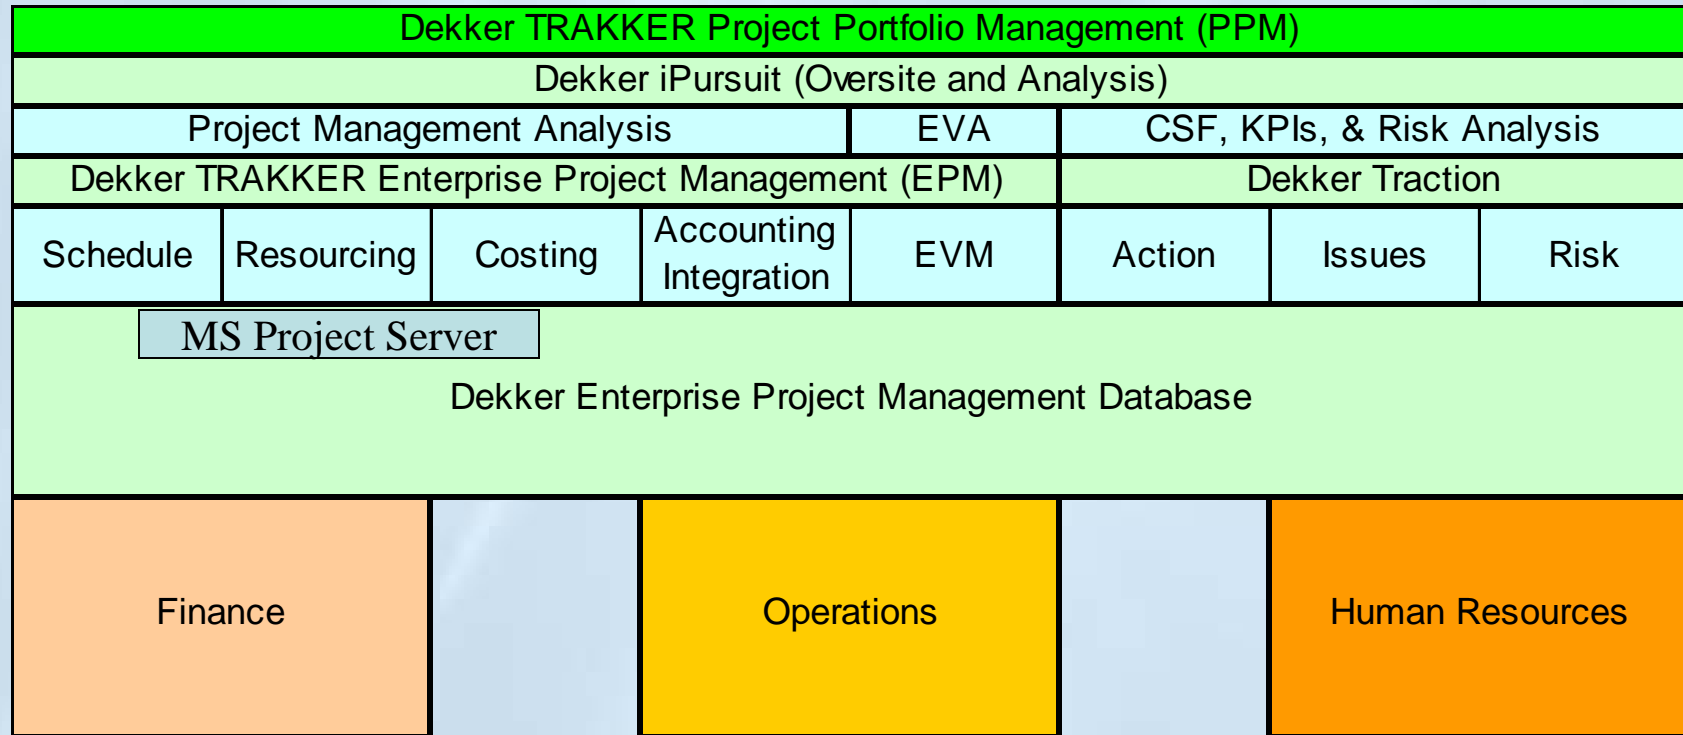 Dekker TRAKKER Project Portfolio Management (PPM)
Dekker iPursuit (Oversite and Analysis)
Project Management Analysis
EVA
CSF, KPIs, & Risk Analysis
Dekker TRAKKER Enterprise Project Management (EPM)
Dekker Traction
Schedule
Resourcing
Costing
Accounting
Integration
EVM
Action
Issues
Risk
MS Project Server
Dekker Enterprise Project Management Database
Finance
Operations
Human Resources